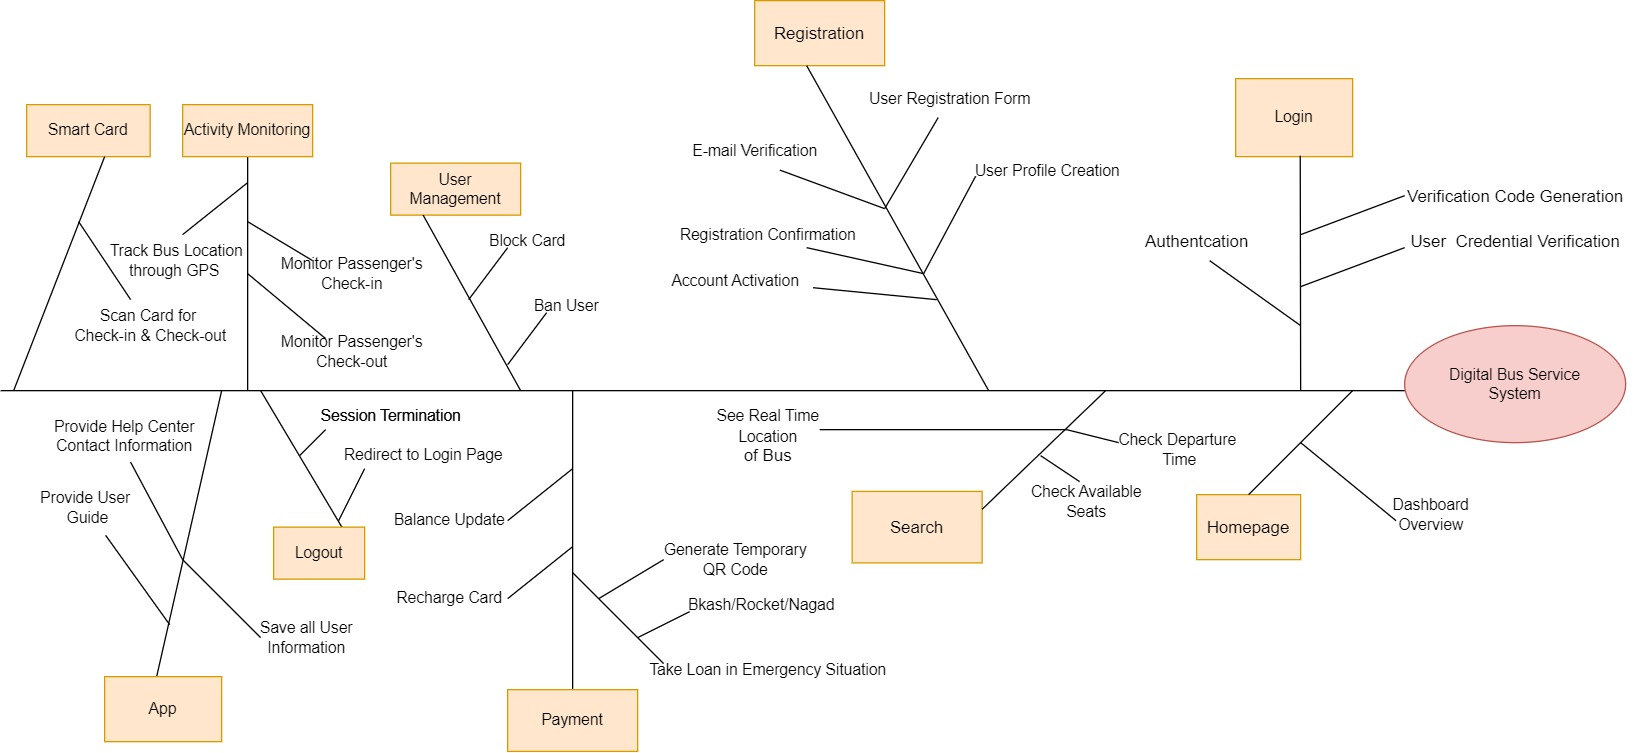 Registration
User Registration Form
E-mail Verification
User Profile Creation
Registration Confirmation
Account Activation
Login
Verification Code Generation
Authentcation
User  Credential Verification
Smart Card
Activity Monitoring
User
Management
Block Card
Ban User
Track Bus Location
through GPS
Monitor Passenger's
Check-in
Scan Card for
Check-in & Check-out
Monitor Passenger's
Check-out
Digital Bus Service
System
Provide Help Center
Contact Information
Provide User
Guide
Save all User
Information
App
Session Termination
Redirect to Login Page
Logout
Balance Update
Recharge Card
Generate Temporary
QR Code
Bkash/Rocket/Nagad
Take Loan in Emergency Situation
Payment
See Real Time
Location
of Bus
Check Departure
Time
Check Available
Seats
Search
Homepage
Dashboard
Overview